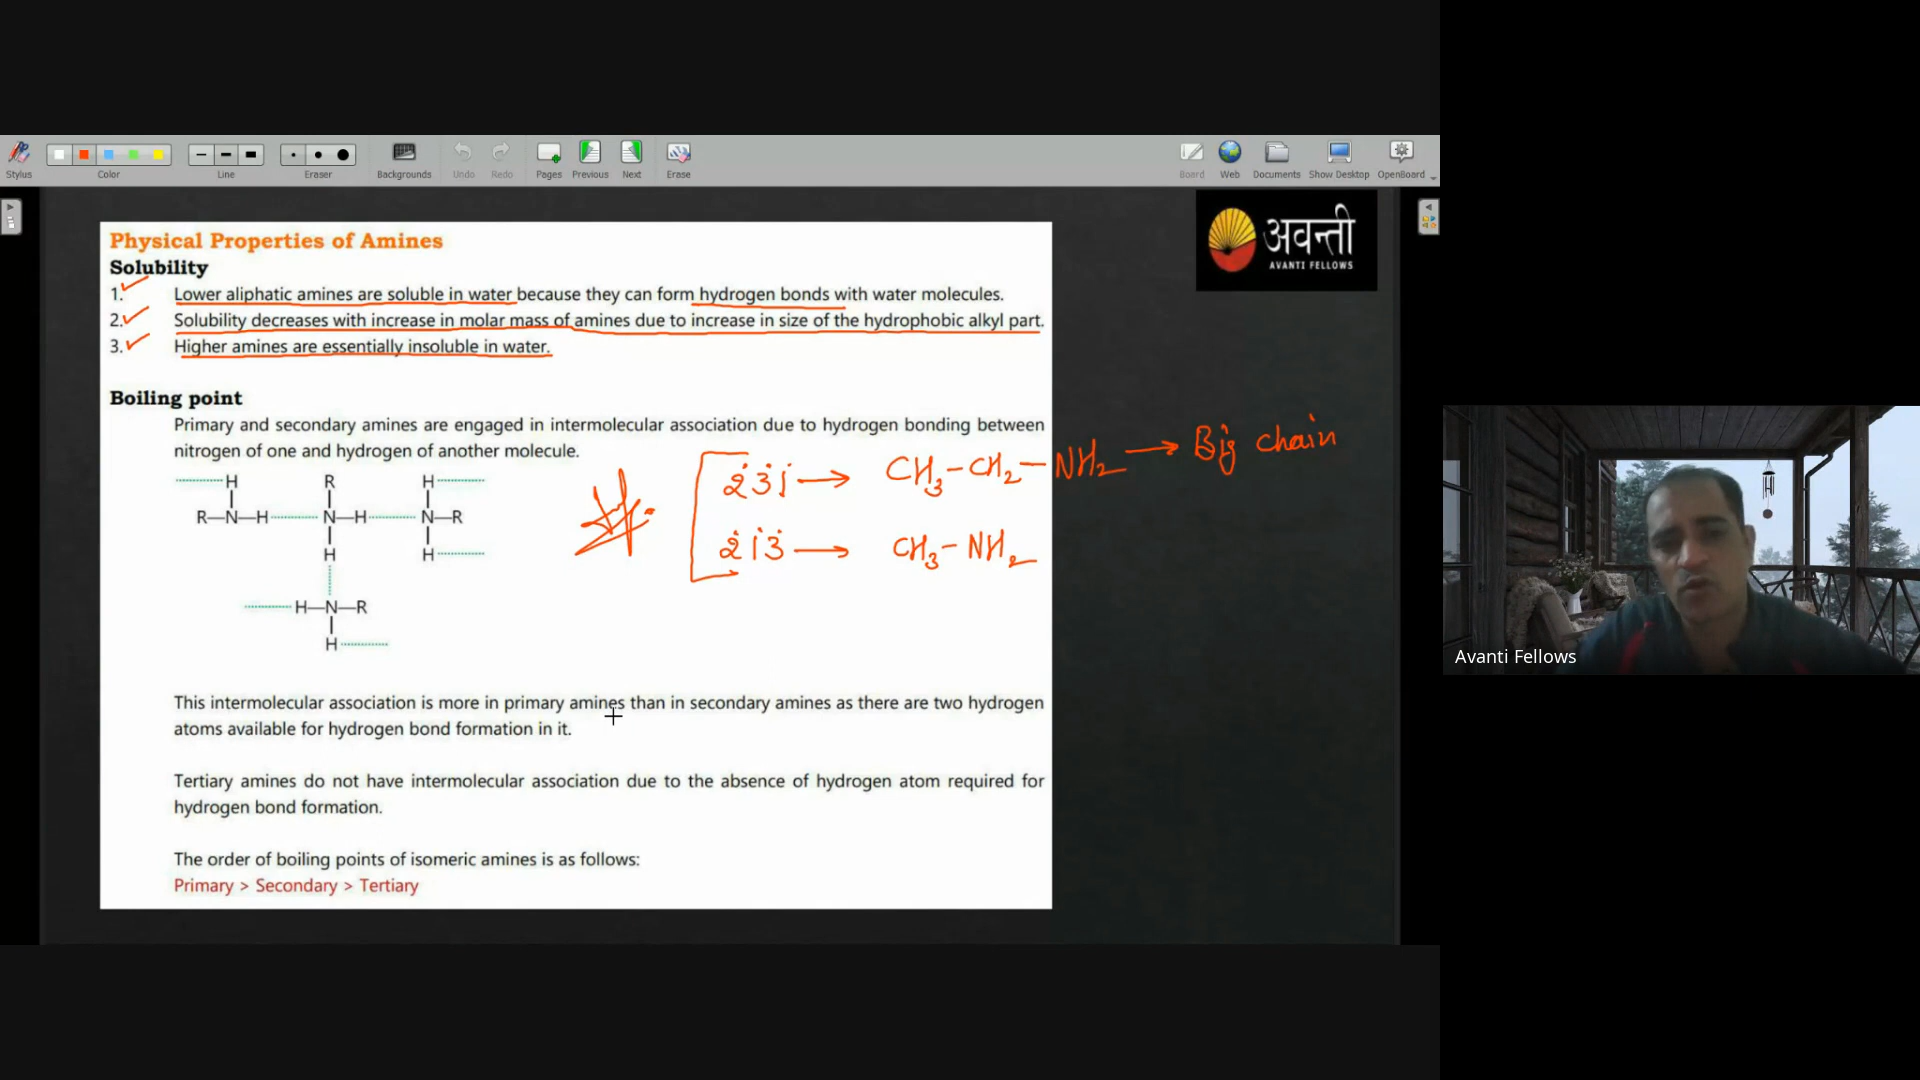 Stylus Color Line Eraser Backgrounds Undo Redo Pages Previous Next Erase Board Web Documents Show Desktop OpenBoard
अवन्ती
AVANTI FELLOWS
Physical Properties of Amines
Solubility
1. Lower aliphatic amines are soluble in water because they can form hydrogen bonds with water molecules.
2. Solubility decreases with increase in molar mass of amines due to increase in size of the hydrophobic alkyl part.
3. Higher amines are essentially insoluble in water.
Boiling point
Primary and secondary amines are engaged in intermolecular association due to hydrogen bonding between
nitrogen of one and hydrogen of another molecule.
CH3-CH2-NH2 → Big chain
CH3-NH2
H R H
R—N—H N—H N—R
H H
H—N—R
H
This intermolecular association is more in primary amines than in secondary amines as there are two hydrogen
atoms available for hydrogen bond formation in it.
Tertiary amines do not have intermolecular association due to the absence of hydrogen atom required for
hydrogen bond formation.
The order of boiling points of isomeric amines is as follows:
Primary > Secondary > Tertiary
Avanti Fellows